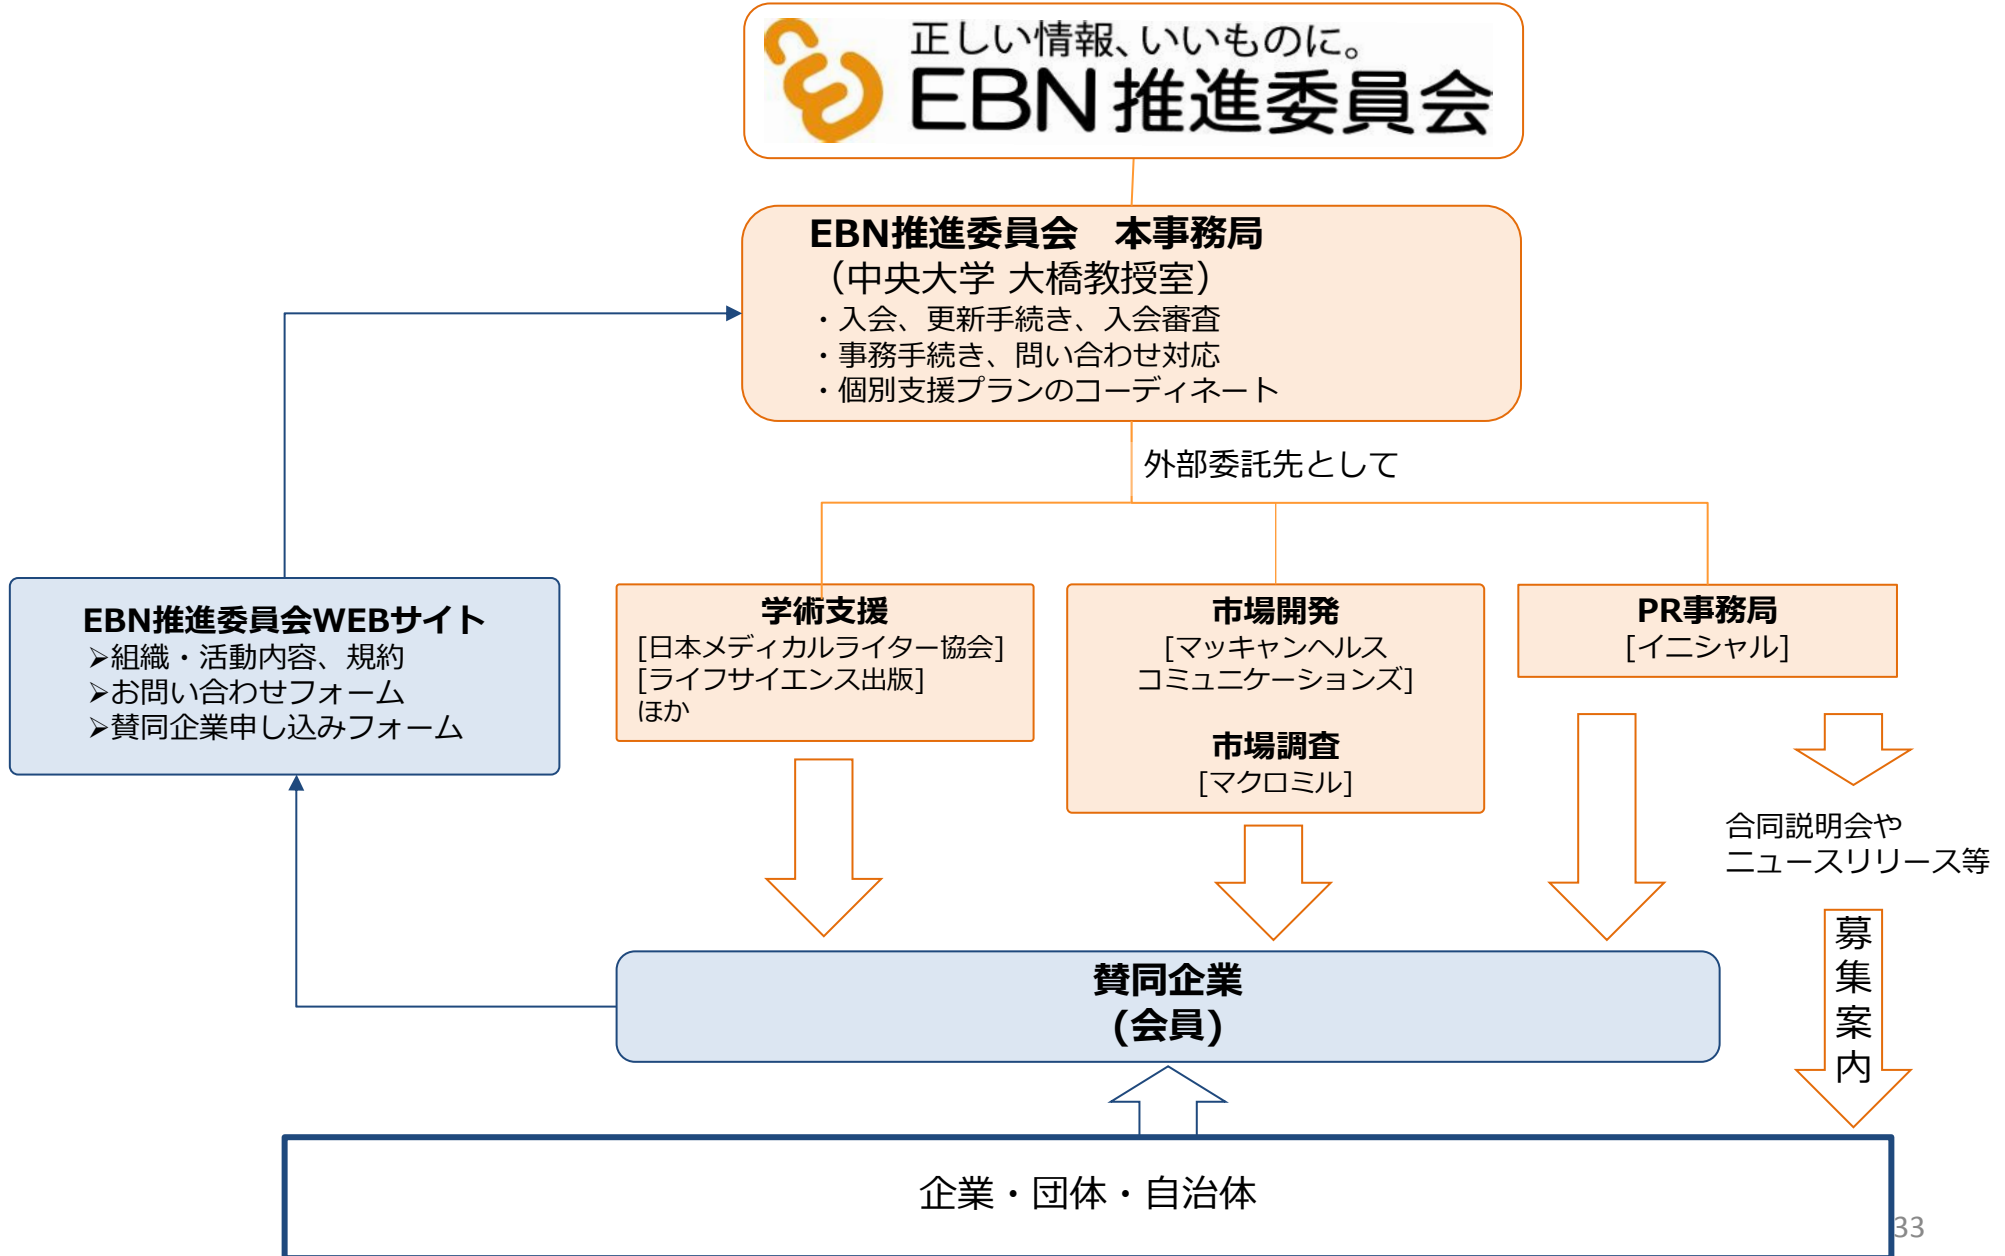 正しい情報、いいものに。
EBN推進委員会
EBN推進委員会　本事務局
（中央大学 大橋教授室）
・入会、更新手続き、入会審査
・事務手続き、問い合わせ対応
・個別支援プランのコーディネート
外部委託先として
EBN推進委員会WEBサイト
➢組織・活動内容、規約
➢お問い合わせフォーム
➢賛同企業申し込みフォーム
学術支援
[日本メディカルライター協会]
[ライフサイエンス出版]
ほか
市場開発
[マッキャンヘルス
コミュニケーションズ]
市場調査
[マクロミル]
PR事務局
[イニシャル]
合同説明会や
ニュースリリース等
募集案内
賛同企業
(会員)
企業・団体・自治体
33